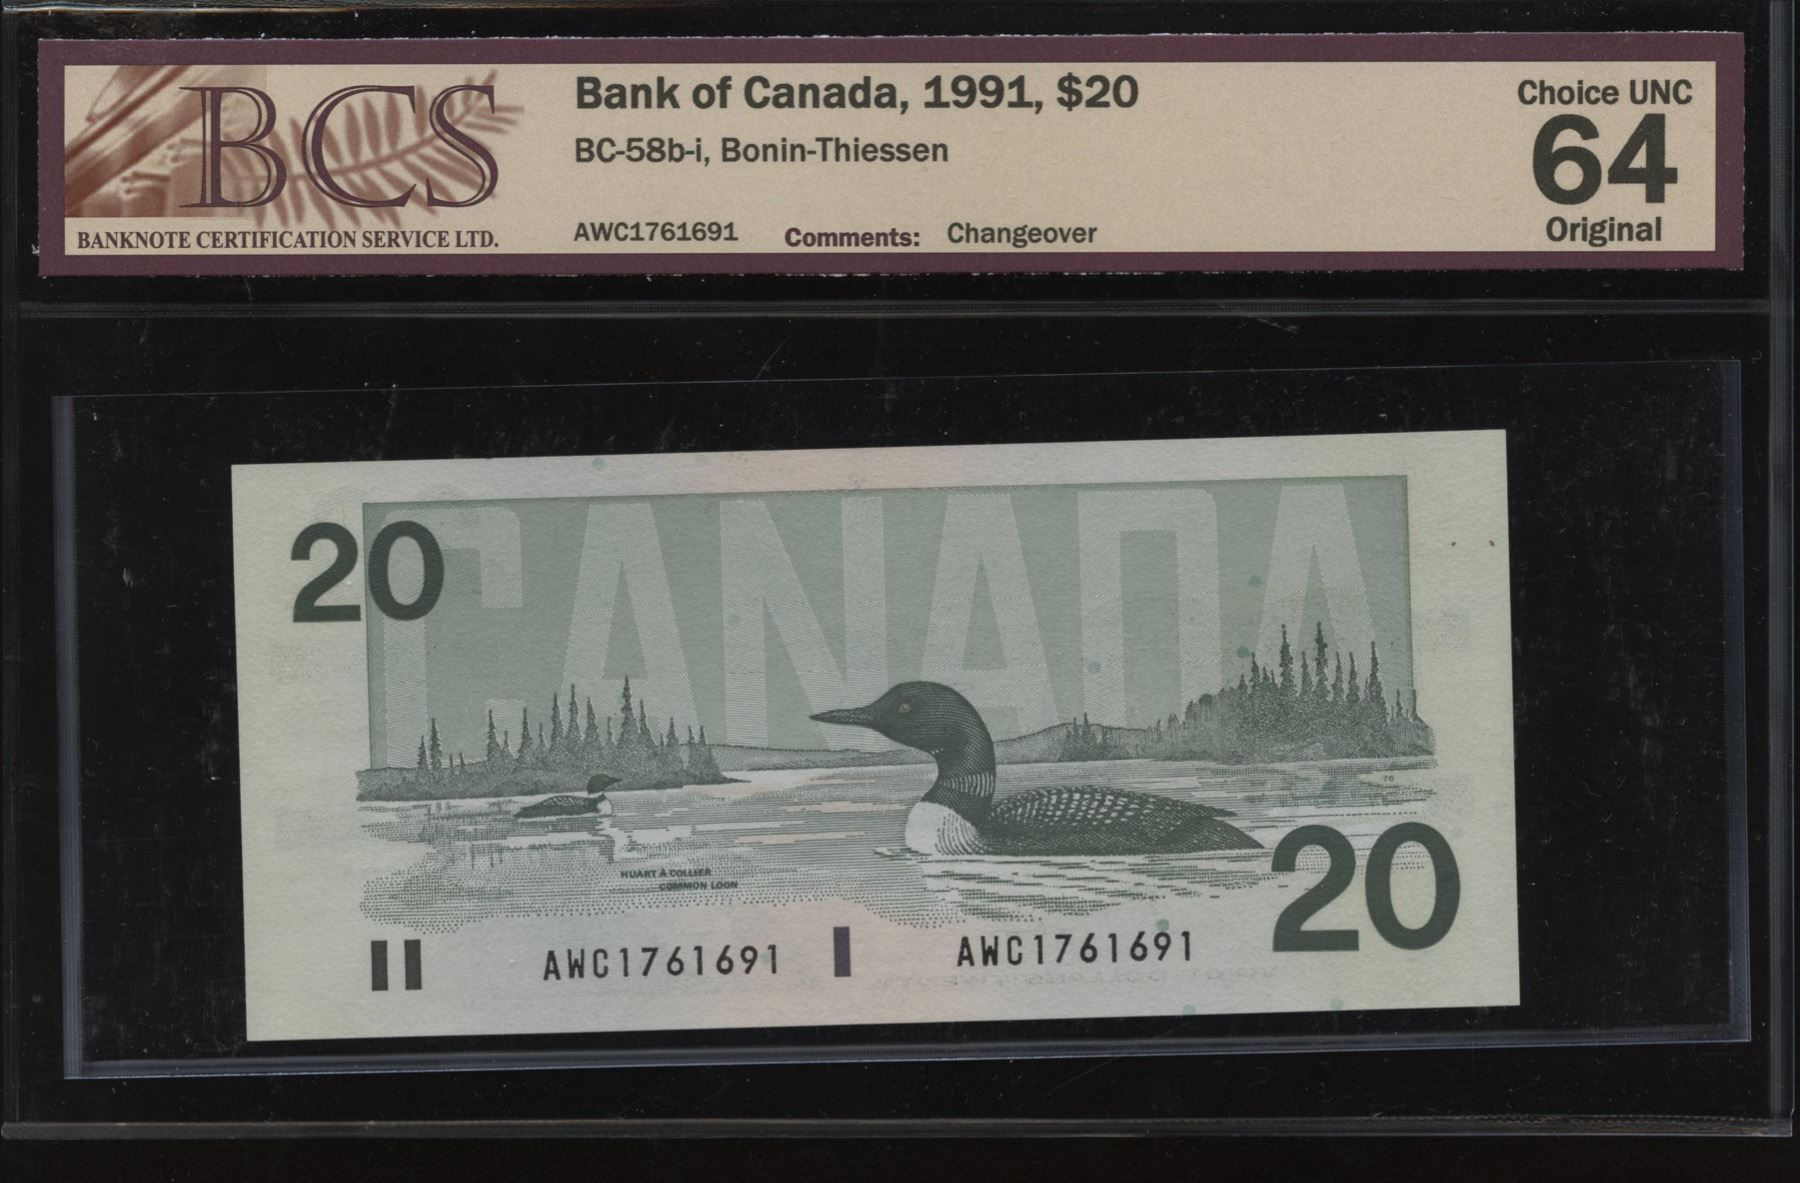 BCS
BANKNOTE CERTIFICATION SERVICE LTD.
Bank of Canada, 1991, $20
BC-58b-i, Bonin-Thiessen
AWC1761691 Comments: Changeover
Choice UNC
64
Original
CANADA
20
76
HUART À COLLIER
COMMON LOON
20
AWC1761691 AWC1761691